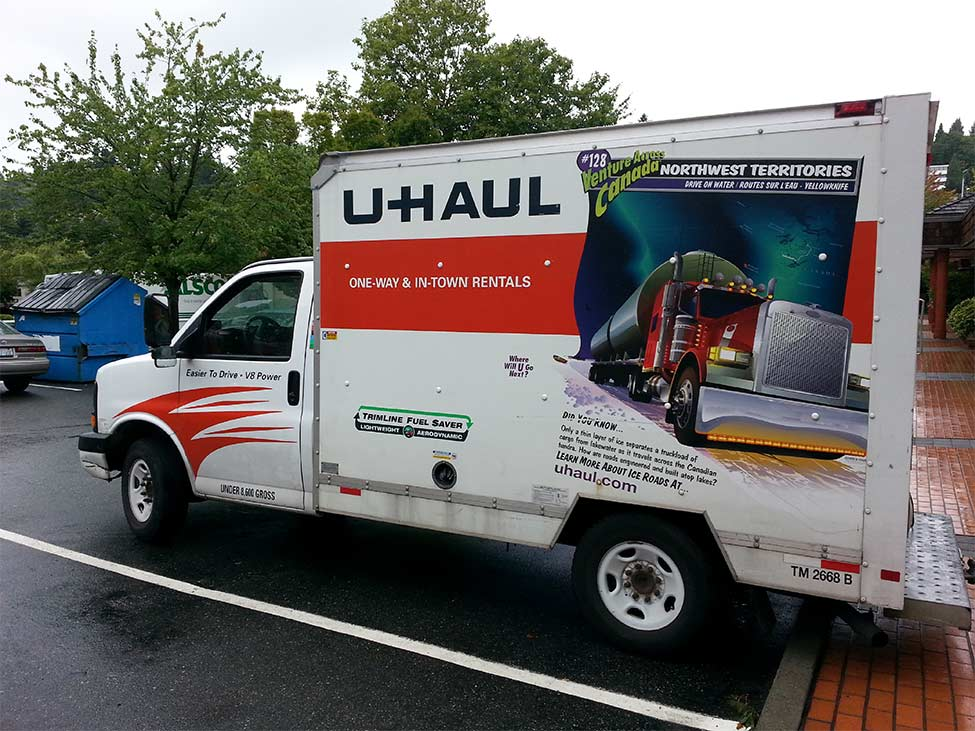 U-HAUL
ONE-WAY & IN-TOWN RENTALS
#128
Venture Across
Canada
NORTHWEST TERRITORIES
DRIVE ON WATER / ROUTES SUR L'EAU - YELLOWKNIFE
Where
Will U Go
Next?
Easier To Drive - V8 Power
TRIMLINE FUEL SAVER
LIGHTWEIGHT AERODYNAMIC
DID YOU KNOW...
Only a thin layer of ice separates a truckload of
cargo from lakewater as it travels across the Canadian
tundra. How are roads engineered and built atop lakes?
LEARN MORE ABOUT ICE ROADS AT...
uhaul.com
UNDER 8,600 GROSS
TM 2668 B